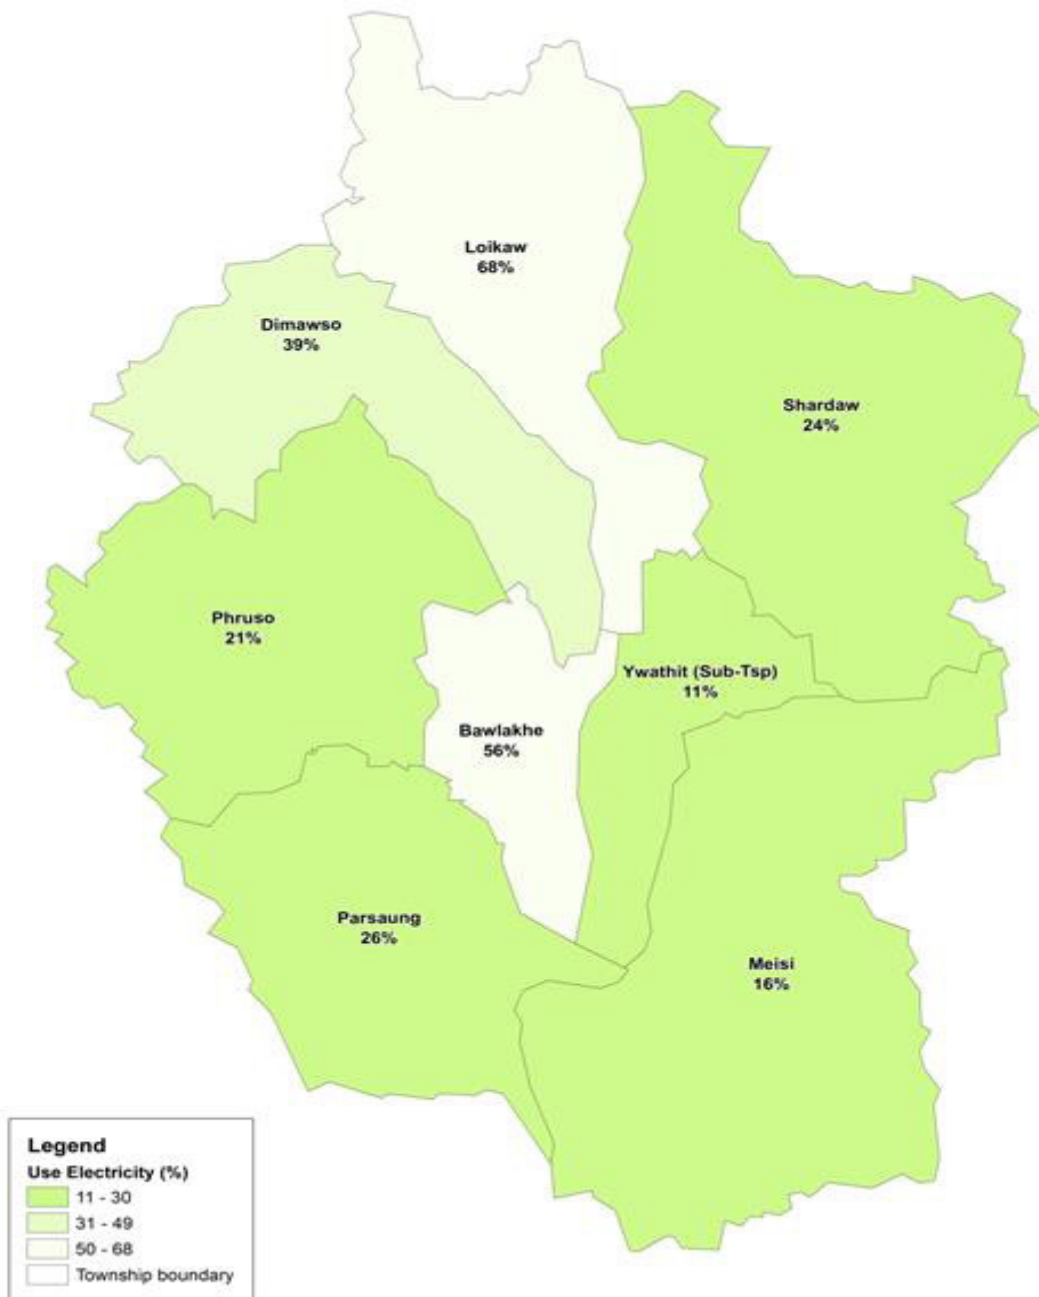 Loikaw
68%
Dimawso
39%
Shardaw
24%
Phruso
21%
Ywathit (Sub-Tsp)
11%
Bawlakhe
56%
Parsaung
26%
Meisi
16%
Legend
Use Electricity (%)
11 - 30
31 - 49
50 - 68
Township boundary